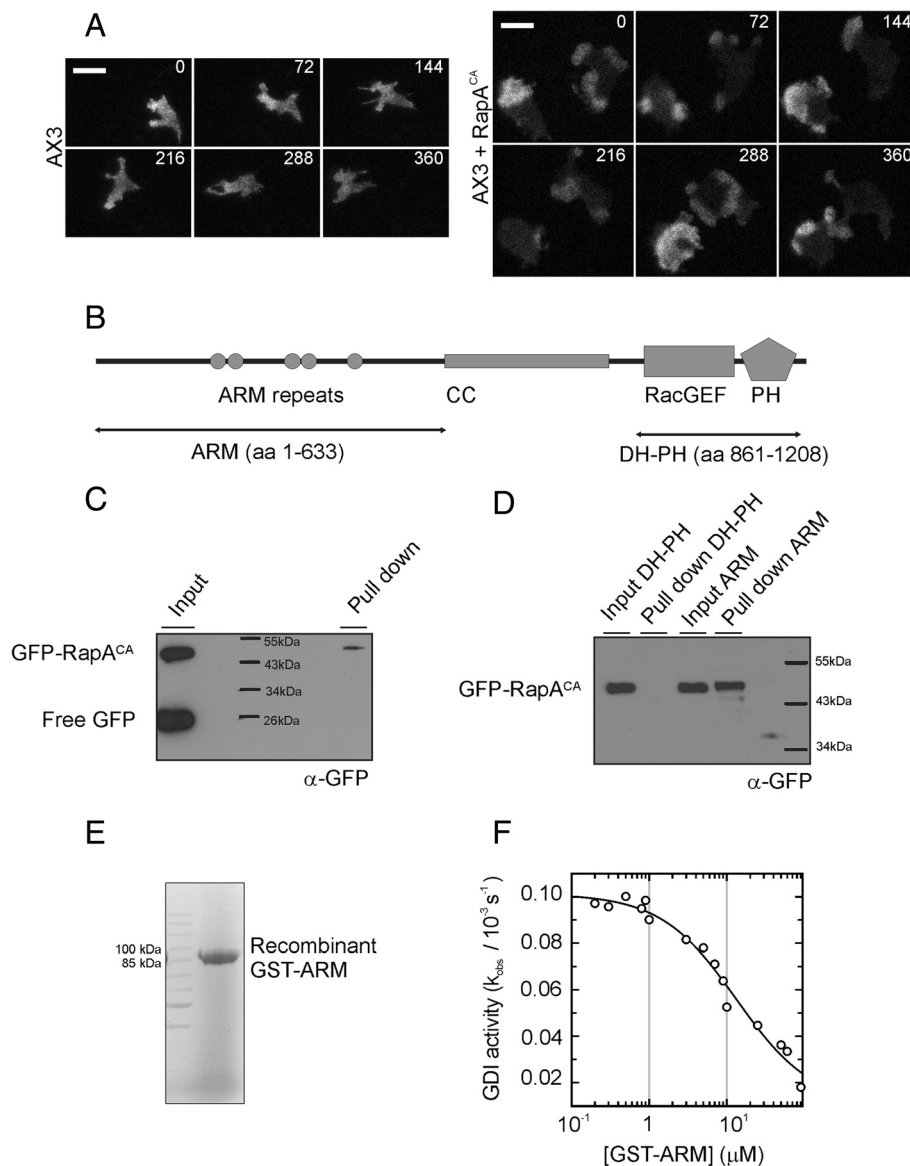 A
AX3
0
72
144
216
288
360
AX3 + RapA^CA
0
72
144
216
288
360
B
ARM repeats
CC
RacGEF
PH
ARM (aa 1-633)
DH-PH (aa 861-1208)
C
Input
Pull down
GFP-RapA^CA
Free GFP
55kDa
43kDa
34kDa
26kDa
α-GFP
D
Input DH-PH
Pull down DH-PH
Input ARM
Pull down ARM
GFP-RapA^CA
55kDa
43kDa
34kDa
α-GFP
E
100 kDa
85 kDa
Recombinant
GST-ARM
F
GDI activity (k_obs / 10^-3 s^-1)
0.10
0.08
0.06
0.04
0.02
10^-1
1
10^1
[GST-ARM] (μM)